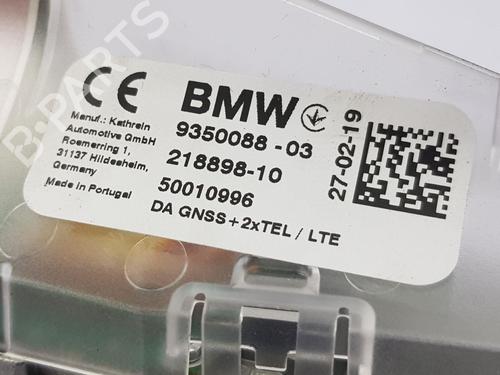 CE BMW
Manuf.: Kathrein
Automotive GmbH
Roemerring 1,
31137 Hildesheim,
Germany
Made in Portugal
9350088 - 03
218898-10
50010996
DA GNSS+2xTEL / LTE
27-02-19
B-PARTS